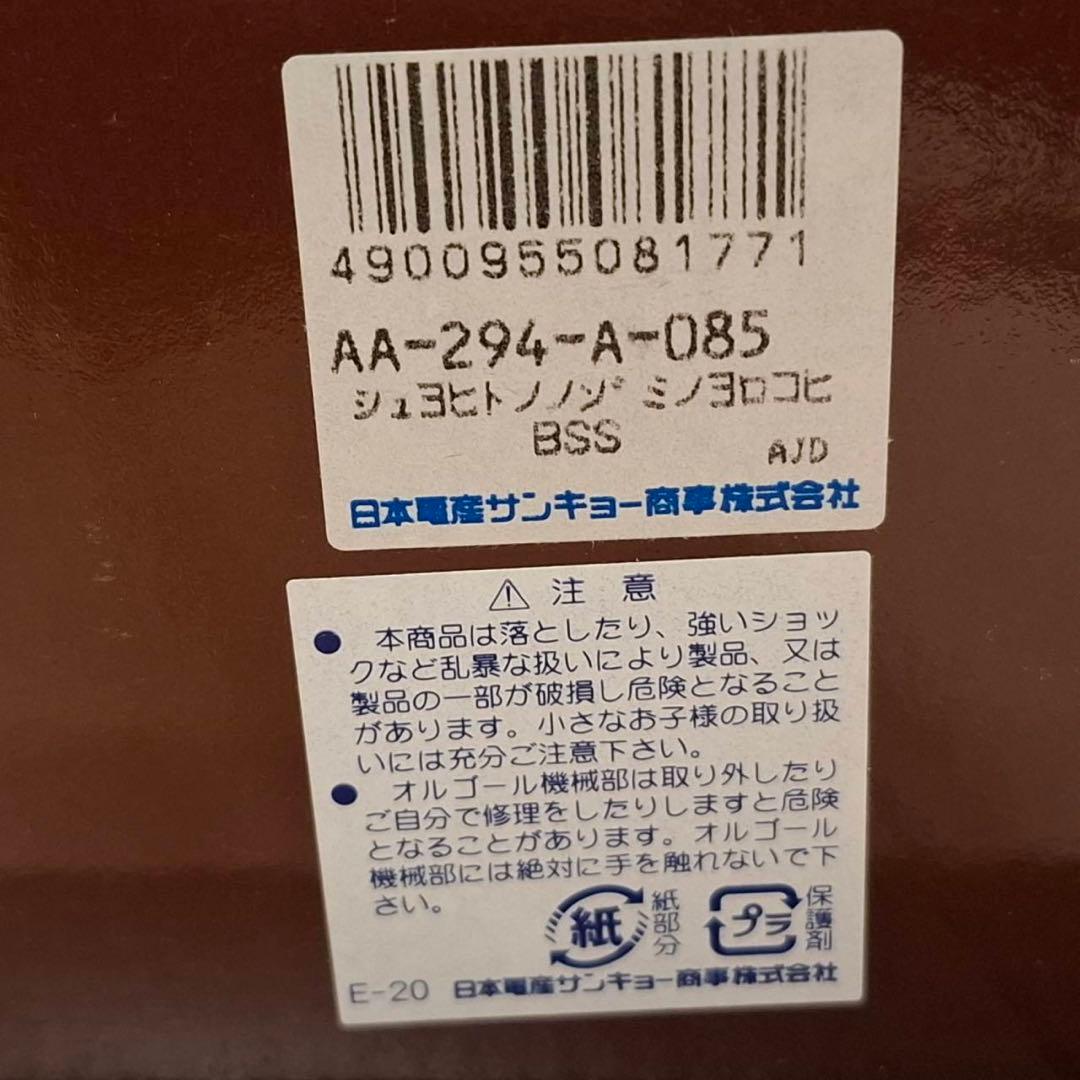 4900955081771
AA-294-A-085
シュヨヒトノノゾミノヨロコヒ
BSS
AJD
日本電産サンキョー商事株式会社
⚠ 注 意
● 本商品は落としたり、強いショッ
クなど乱暴な扱いにより製品、又は
製品の一部が破損し危険となること
があります。小さなお子様の取り扱
いには充分ご注意下さい。
● オルゴール機械部は取り外したり
ご自分で修理をしたりしますと危険
となることがあります。オルゴール
機械部には絶対に手を触れないで下
さい。
紙
紙部分
プラ
保護剤
E-20 日本電産サンキョー商事株式会社